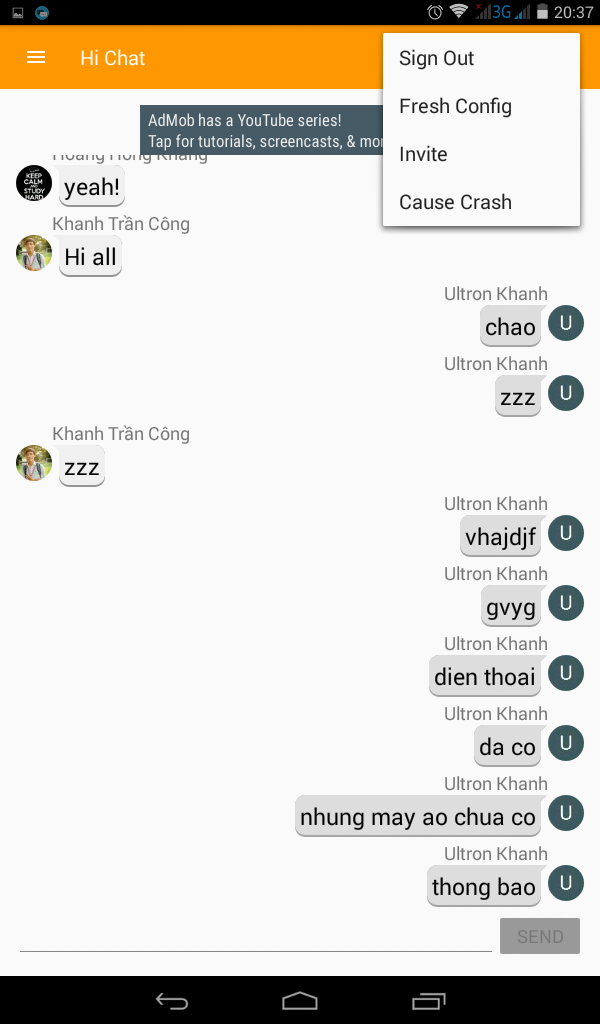 3G 20:37
Hi Chat
Sign Out
Fresh Config
Invite
Cause Crash
AdMob has a YouTube series!
Tap for tutorials, screencasts, & mor
Hoang Hong Khang
KEEP
CALM
AND
STUDY
HARD
yeah!
Khanh Trần Công
Hi all
Ultron Khanh
chao
U
Ultron Khanh
zzz
U
Khanh Trần Công
zzz
Ultron Khanh
vhajdjf
U
Ultron Khanh
gvyg
U
Ultron Khanh
dien thoai
U
Ultron Khanh
da co
U
Ultron Khanh
nhung may ao chua co
U
Ultron Khanh
thong bao
U
SEND